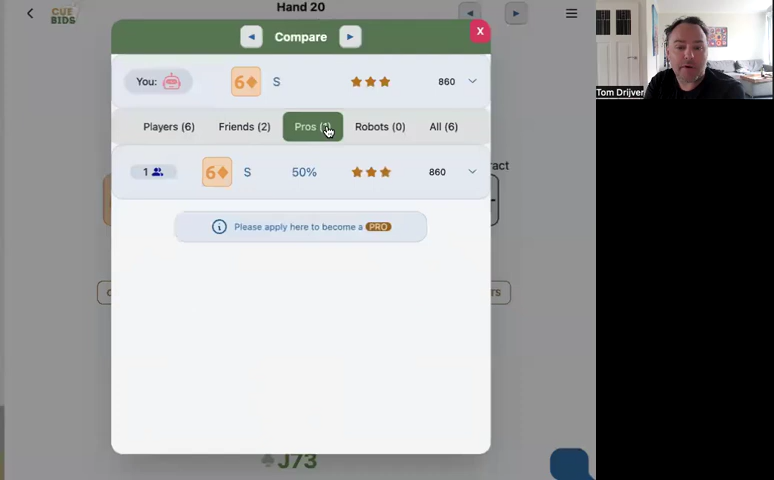 CUE
BIDS
Hand 20
Compare
X
You: 6♦ S 860
Players (6) Friends (2) Pros (1) Robots (0) All (6)
1 6♦ S 50% 860
Please apply here to become a PRO
J73
Tom Drijver